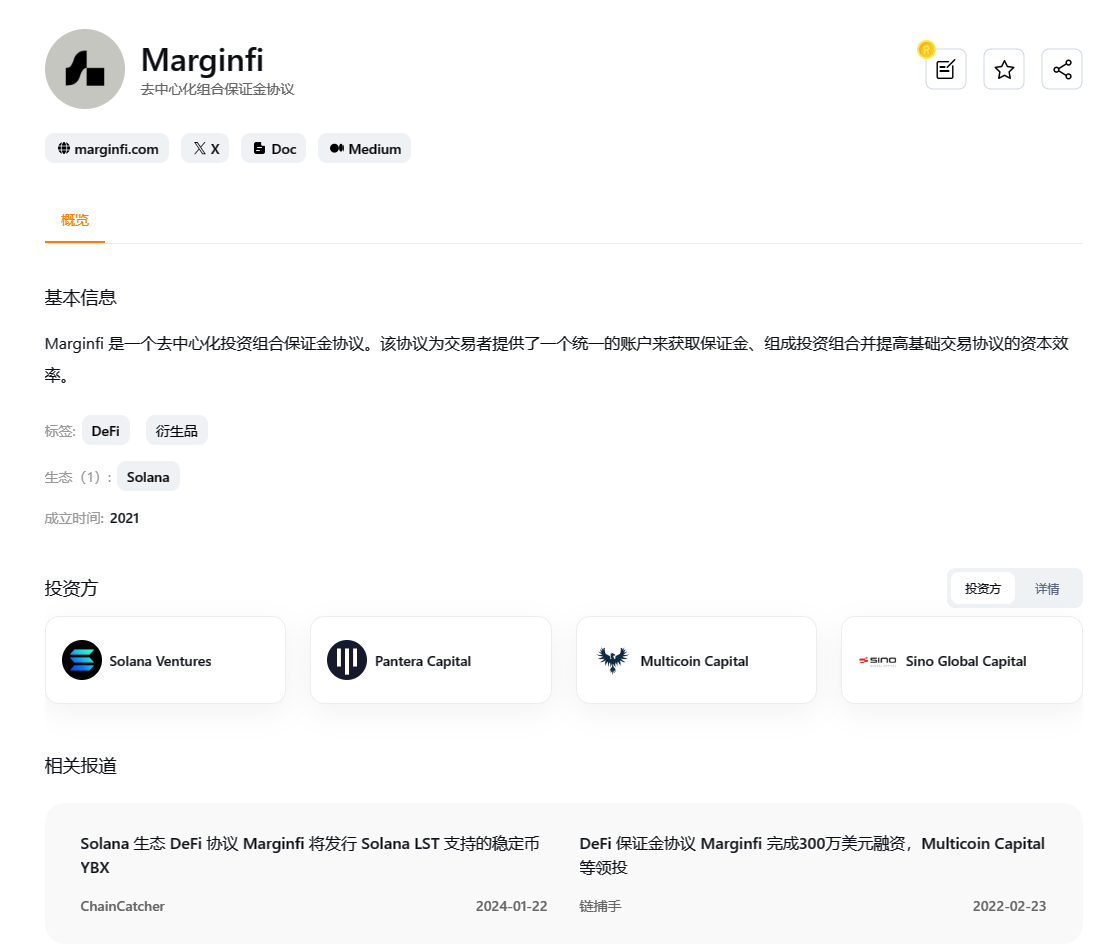 Marginfi
去中心化组合保证金协议
R
marginfi.com
X
Doc
Medium
概览
基本信息
Marginfi 是一个去中心化投资组合保证金协议。该协议为交易者提供了一个统一的账户来获取保证金、组成投资组合并提高基础交易协议的资本效
率。
标签: DeFi 衍生品
生态（1）: Solana
成立时间: 2021
投资方
投资方 详情
Solana Ventures
Pantera Capital
Multicoin Capital
SINO
Sino Global Capital
相关报道
Solana 生态 DeFi 协议 Marginfi 将发行 Solana LST 支持的稳定币
YBX
ChainCatcher 2024-01-22
DeFi 保证金协议 Marginfi 完成300万美元融资，Multicoin Capital
等领投
链捕手 2022-02-23